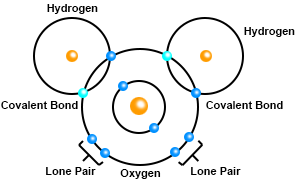 Hydrogen
Hydrogen
Covalent Bond
Covalent Bond
Lone Pair
Oxygen
Lone Pair